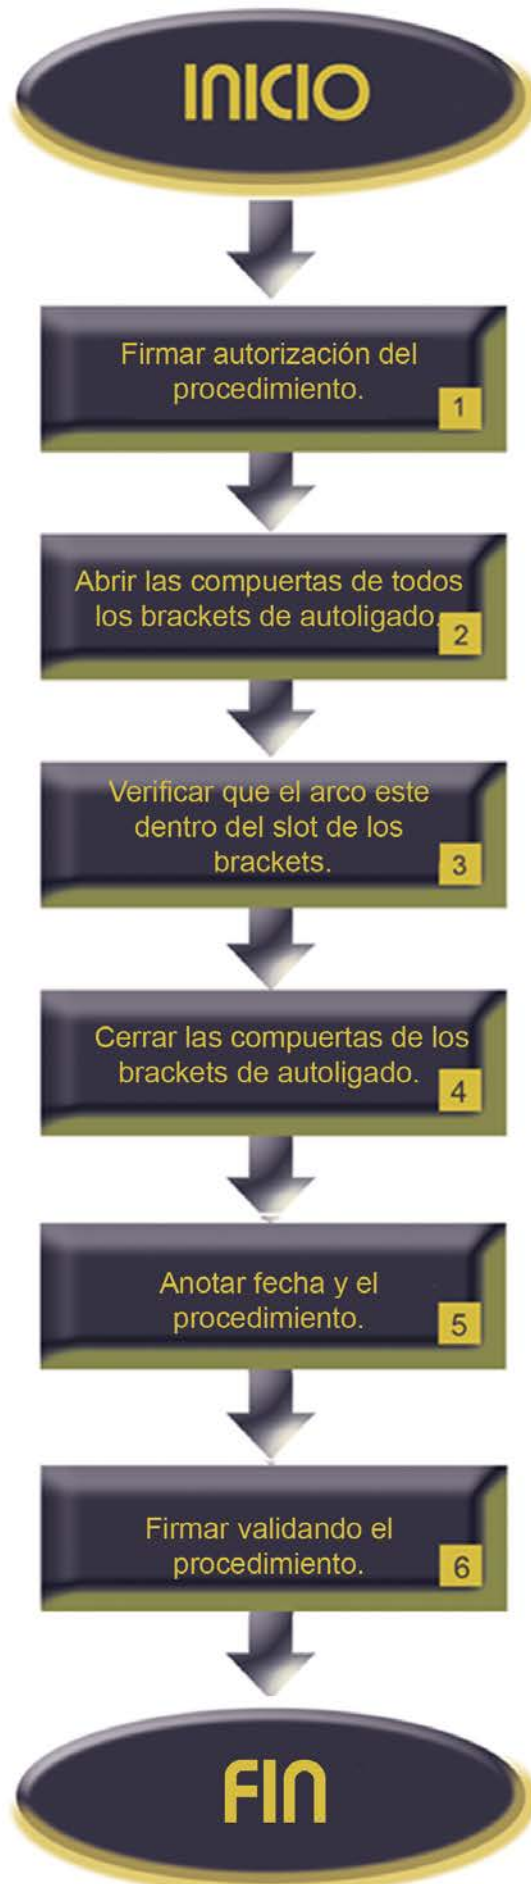 INICIO
Firmar autorización del
procedimiento.
1
Abrir las compuertas de todos
los brackets de autoligado.
2
Verificar que el arco este
dentro del slot de los
brackets.
3
Cerrar las compuertas de los
brackets de autoligado.
4
Anotar fecha y el
procedimiento.
5
Firmar validando el
procedimiento.
6
FIN